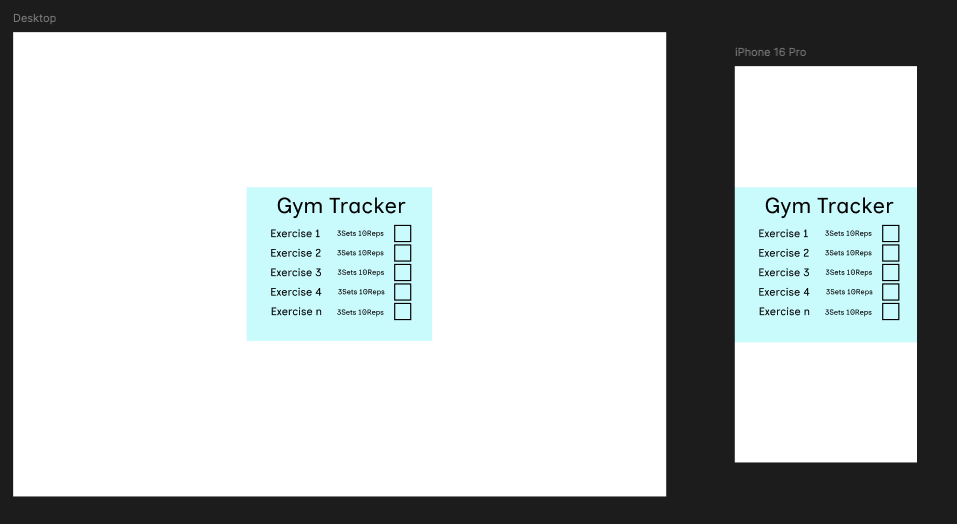 Desktop
iPhone 16 Pro
Gym Tracker
Exercise 1 3Sets 10Reps
Exercise 2 3Sets 10Reps
Exercise 3 3Sets 10Reps
Exercise 4 3Sets 10Reps
Exercise n 3Sets 10Reps
Gym Tracker
Exercise 1 3Sets 10Reps
Exercise 2 3Sets 10Reps
Exercise 3 3Sets 10Reps
Exercise 4 3Sets 10Reps
Exercise n 3Sets 10Reps